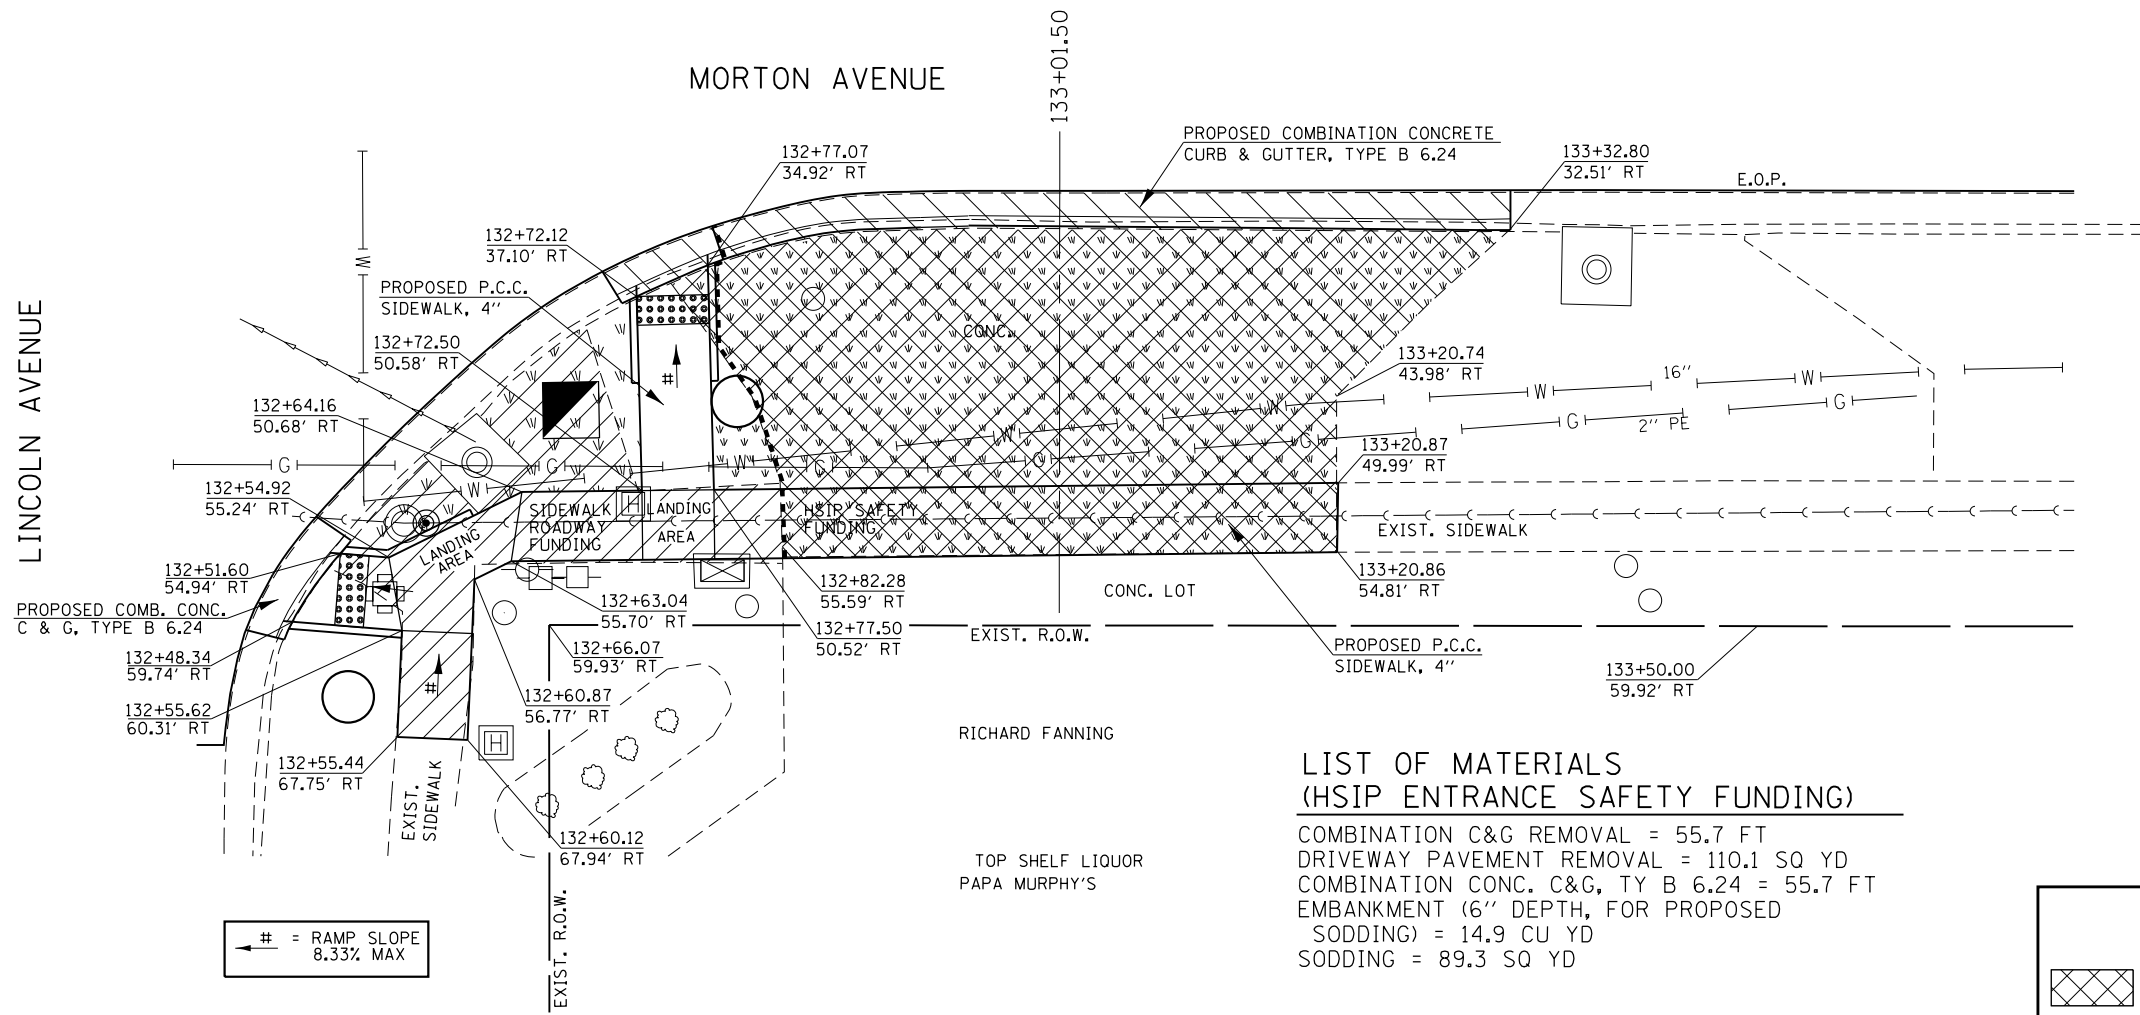 MORTON AVENUE
133+01.50
LINCOLN AVENUE
PROPOSED COMBINATION CONCRETE
CURB & GUTTER, TYPE B 6.24
132+77.07
34.92' RT
133+32.80
32.51' RT
E.O.P.
132+72.12
37.10' RT
W
PROPOSED P.C.C.
SIDEWALK, 4''
132+72.50
50.58' RT
CONC.
#
133+20.74
43.98' RT
16''
W
W
W
G
2'' PE
G
132+64.16
50.68' RT
133+20.87
49.99' RT
G
G
W
W
G
W
G
G
132+54.92
55.24' RT
SIDEWALK
ROADWAY
FUNDING
H
LANDING
AREA
HSIP SAFETY
FUNDING
EXIST. SIDEWALK
LANDING
AREA
132+51.60
54.94' RT
132+82.28
55.59' RT
CONC. LOT
133+20.86
54.81' RT
PROPOSED COMB. CONC.
C & G, TYPE B 6.24
132+63.04
55.70' RT
132+77.50
50.52' RT
EXIST. R.O.W.
PROPOSED P.C.C.
SIDEWALK, 4''
132+48.34
59.74' RT
132+66.07
59.93' RT
133+50.00
59.92' RT
#
132+60.87
56.77' RT
132+55.62
60.31' RT
H
RICHARD FANNING
132+55.44
67.75' RT
EXIST.
SIDEWALK
132+60.12
67.94' RT
TOP SHELF LIQUOR
PAPA MURPHY'S
EXIST. R.O.W.
# = RAMP SLOPE
8.33% MAX
LIST OF MATERIALS
(HSIP ENTRANCE SAFETY FUNDING)
COMBINATION C&G REMOVAL = 55.7 FT
DRIVEWAY PAVEMENT REMOVAL = 110.1 SQ YD
COMBINATION CONC. C&G, TY B 6.24 = 55.7 FT
EMBANKMENT (6'' DEPTH, FOR PROPOSED
SODDING) = 14.9 CU YD
SODDING = 89.3 SQ YD